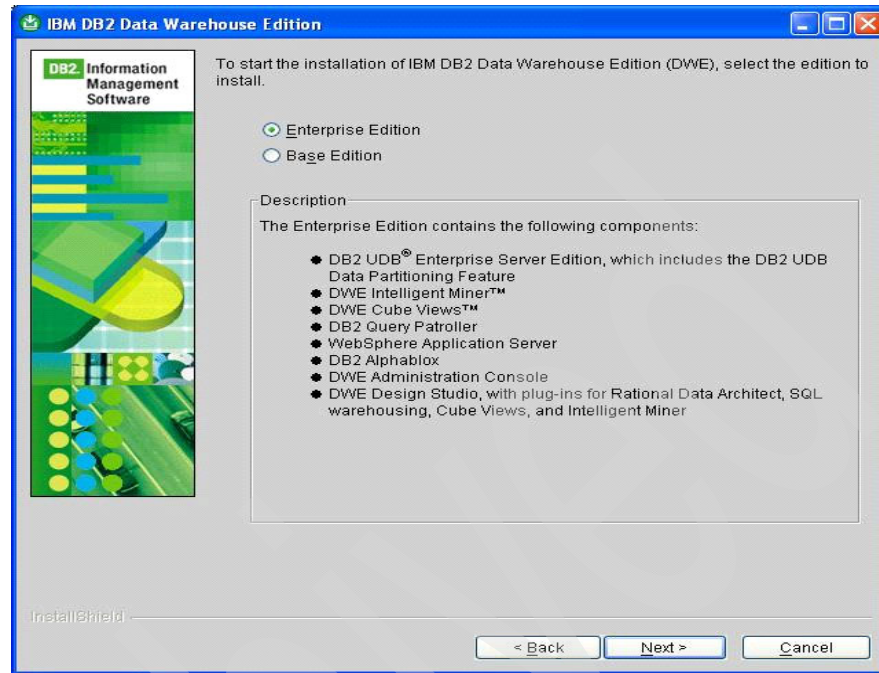 IBM DB2 Data Warehouse Edition
DB2. Information
Management
Software
To start the installation of IBM DB2 Data Warehouse Edition (DWE), select the edition to
install.
Enterprise Edition
Base Edition
Description
The Enterprise Edition contains the following components:
● DB2 UDB® Enterprise Server Edition, which includes the DB2 UDB
Data Partitioning Feature
● DWE Intelligent Miner™
● DWE Cube Views™
● DB2 Query Patroller
● WebSphere Application Server
● DB2 Alphablox
● DWE Administration Console
● DWE Design Studio, with plug-ins for Rational Data Architect, SQL
warehousing, Cube Views, and Intelligent Miner
InstallShield
< Back Next > Cancel